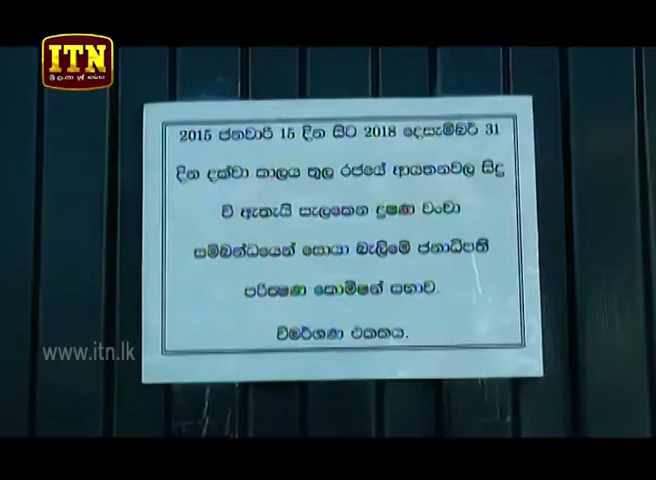 ITN
2015 ජනවාරි 15 දින සිට 2018 දෙසැම්බර් 31
දින දක්වා කාලය තුල රජයේ ආයතනවල සිදු
වී ඇතැයි සැලකෙන දූෂණ වංචා
සම්බන්ධයෙන් සොයා බැලීමේ ජනාධිපති
පරීක්ෂණ කොමිෂන් සභාව.
විමර්ශණ ඒකකය.
www.itn.lk